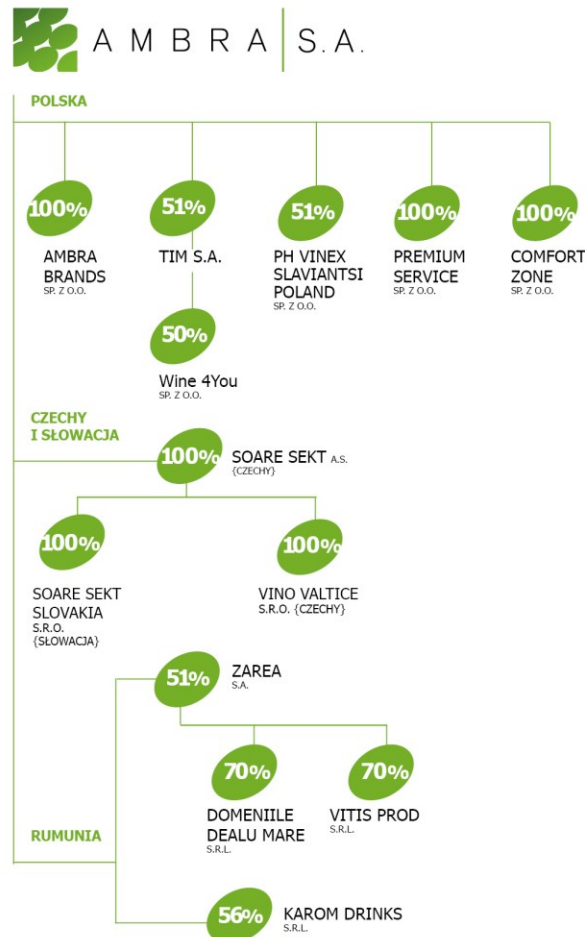 AMBRA S.A.
POLSKA
100%
51%
51%
100%
100%
AMBRA
BRANDS
SP. Z O.O.
TIM S.A.
PH VINEX
SLAVIANTSI
POLAND
SP. Z O.O.
PREMIUM
SERVICE
SP. Z O.O.
COMFORT
ZONE
SP. Z O.O.
50%
Wine 4You
SP. Z O.O.
CZECHY
I SŁOWACJA
100%
SOARE SEKT A.S.
{CZECHY}
100%
100%
SOARE SEKT
SLOVAKIA
S.R.O.
{SŁOWACJA}
VINO VALTICE
S.R.O. {CZECHY}
51%
ZAREA
S.A.
70%
70%
DOMENIILE
DEALU MARE
S.R.L.
VITIS PROD
S.R.L.
RUMUNIA
56%
KAROM DRINKS
S.R.L.